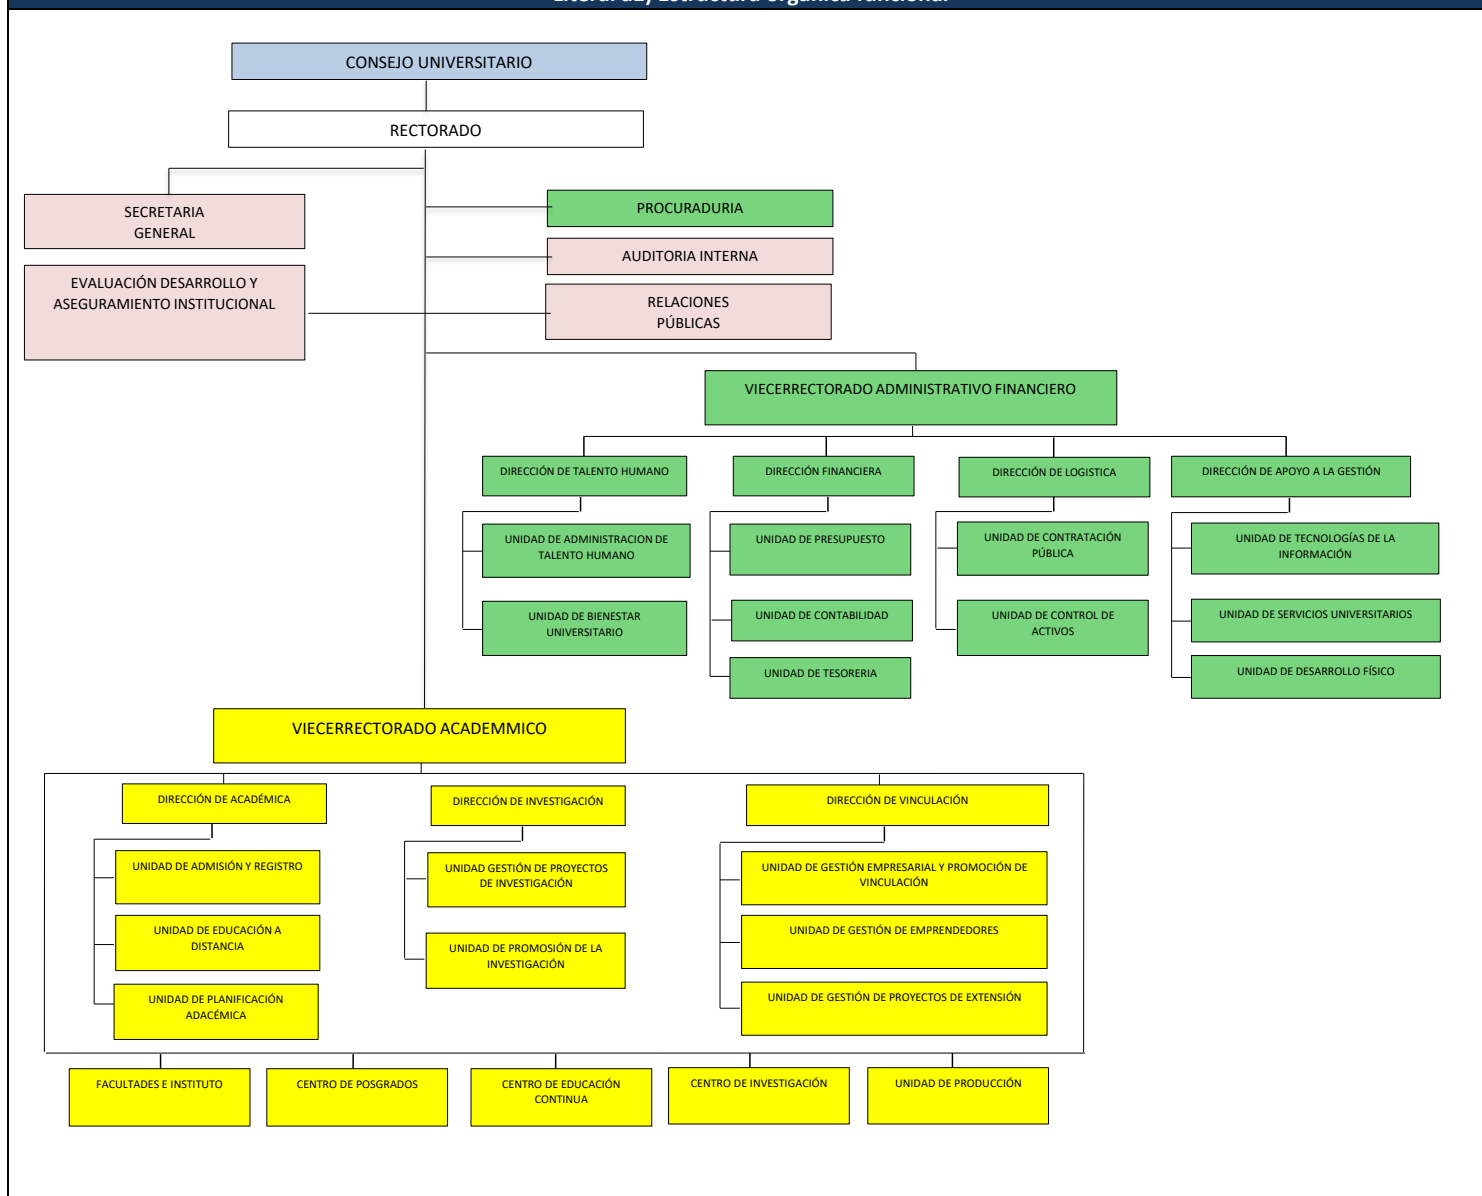 CONSEJO UNIVERSITARIO
RECTORADO
SECRETARIA
GENERAL
PROCURADURIA
AUDITORIA INTERNA
EVALUACIÓN DESARROLLO Y
ASEGURAMIENTO INSTITUCIONAL
RELACIONES
PÚBLICAS
VIECERRECTORADO ADMINISTRATIVO FINANCIERO
DIRECCIÓN DE TALENTO HUMANO
UNIDAD DE ADMINISTRACION DE
TALENTO HUMANO
UNIDAD DE BIENESTAR
UNIVERSITARIO
DIRECCIÓN FINANCIERA
UNIDAD DE PRESUPUESTO
UNIDAD DE CONTABILIDAD
UNIDAD DE TESORERIA
DIRECCIÓN DE LOGISTICA
UNIDAD DE CONTRATACIÓN
PÚBLICA
UNIDAD DE CONTROL DE
ACTIVOS
DIRECCIÓN DE APOYO A LA GESTIÓN
UNIDAD DE TECNOLOGÍAS DE LA
INFORMACIÓN
UNIDAD DE SERVICIOS UNIVERSITARIOS
UNIDAD DE DESARROLLO FÍSICO
VIECERRECTORADO ACADEMMICO
DIRECCIÓN DE ACADÉMICA
UNIDAD DE ADMISIÓN Y REGISTRO
UNIDAD DE EDUCACIÓN A
DISTANCIA
UNIDAD DE PLANIFICACIÓN
ADACÉMICA
DIRECCIÓN DE INVESTIGACIÓN
UNIDAD GESTIÓN DE PROYECTOS
DE INVESTIGACIÓN
UNIDAD DE PROMOSIÓN DE LA
INVESTIGACIÓN
DIRECCIÓN DE VINCULACIÓN
UNIDAD DE GESTIÓN EMPRESARIAL Y PROMOCIÓN DE
VINCULACIÓN
UNIDAD DE GESTIÓN DE EMPRENDEDORES
UNIDAD DE GESTIÓN DE PROYECTOS DE EXTENSIÓN
FACULTADES E INSTITUTO
CENTRO DE POSGRADOS
CENTRO DE EDUCACIÓN
CONTINUA
CENTRO DE INVESTIGACIÓN
UNIDAD DE PRODUCCIÓN